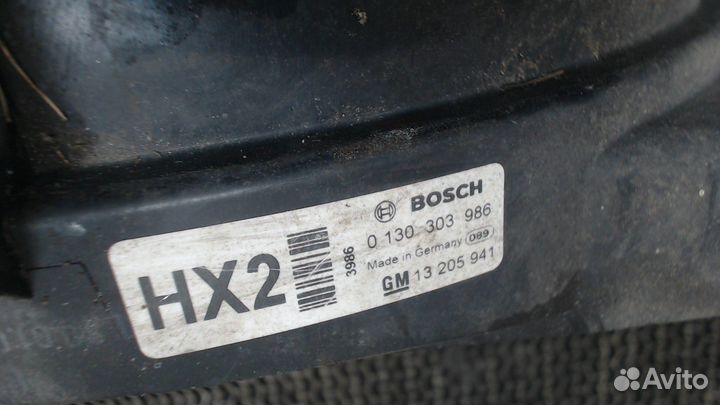 BOSCH
0 130 303 986
Made in Germany 089
GM 13 205 941
HX2
3986
Avito